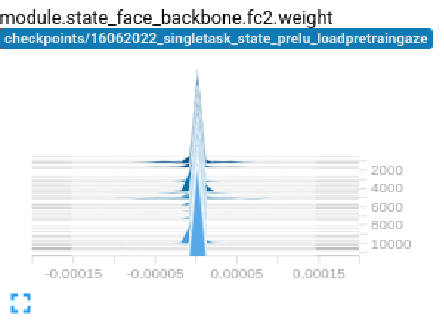 module.state_face_backbone.fc2.weight
checkpoints/16062022_singletask_state_prelu_loadpretraingaze
2000
4000
6000
8000
10000
-0.00015 -0.00005 0.00005 0.00015